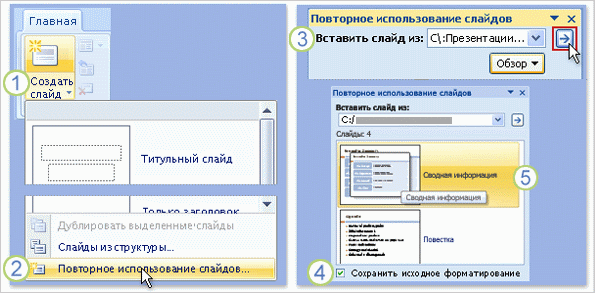 Главная
1
Создать
слайд
Титульный слайд
Только заголовок
Дублировать выделенные слайды
Слайды из структуры...
2
Повторное использование слайдов...
Повторное использование слайдов
3
Вставить слайд из: C\:Презентации...
Обзор
Повторное использование слайдов
Вставить слайд из:
C:/
Слайды: 4
Сводная информация
5
Сводная информация
Повестка
4
Сохранить исходное форматирование